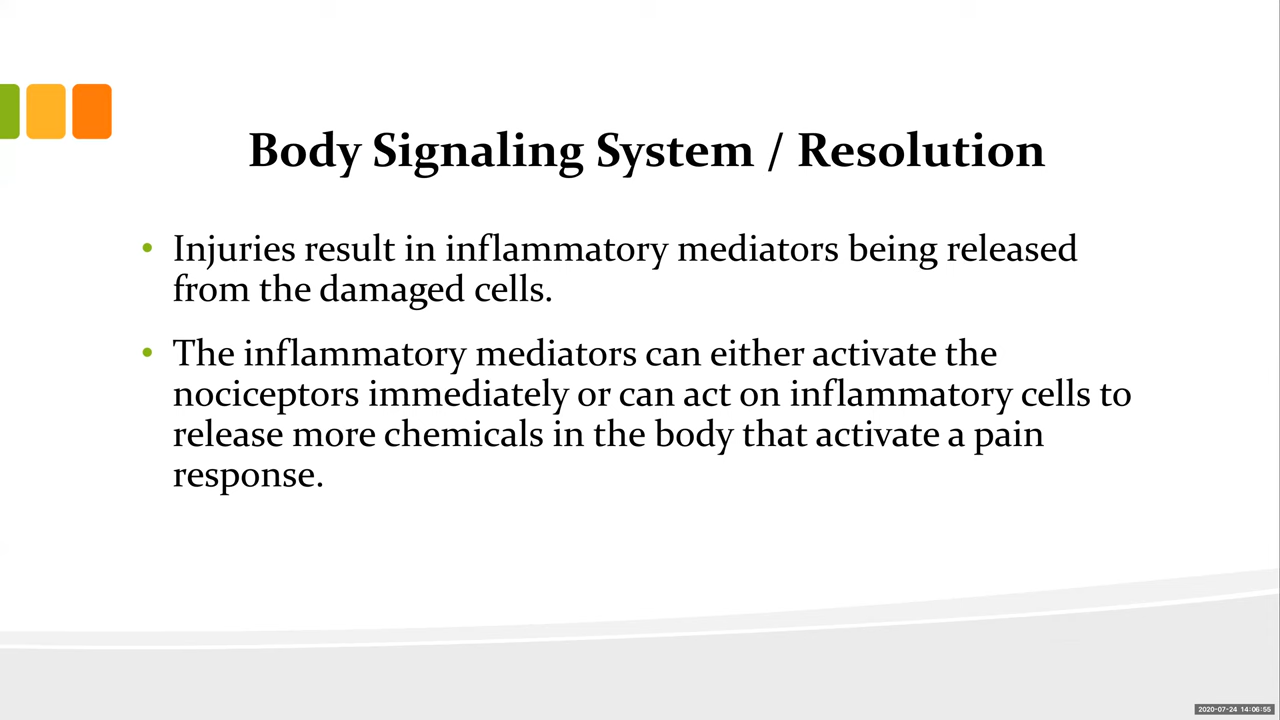 Body Signaling System / Resolution
• Injuries result in inflammatory mediators being released
from the damaged cells.
• The inflammatory mediators can either activate the
nociceptors immediately or can act on inflammatory cells to
release more chemicals in the body that activate a pain
response.
2020-07-24 14:06:55